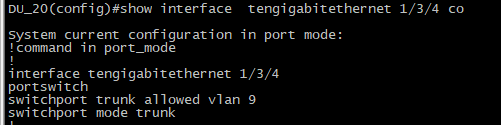 DU_20(config)#show interface  tengigabitethernet 1/3/4 co
System current configuration in port mode:
!command in port_mode
!
interface tengigabitethernet 1/3/4
portswitch
switchport trunk allowed vlan 9
switchport mode trunk
!